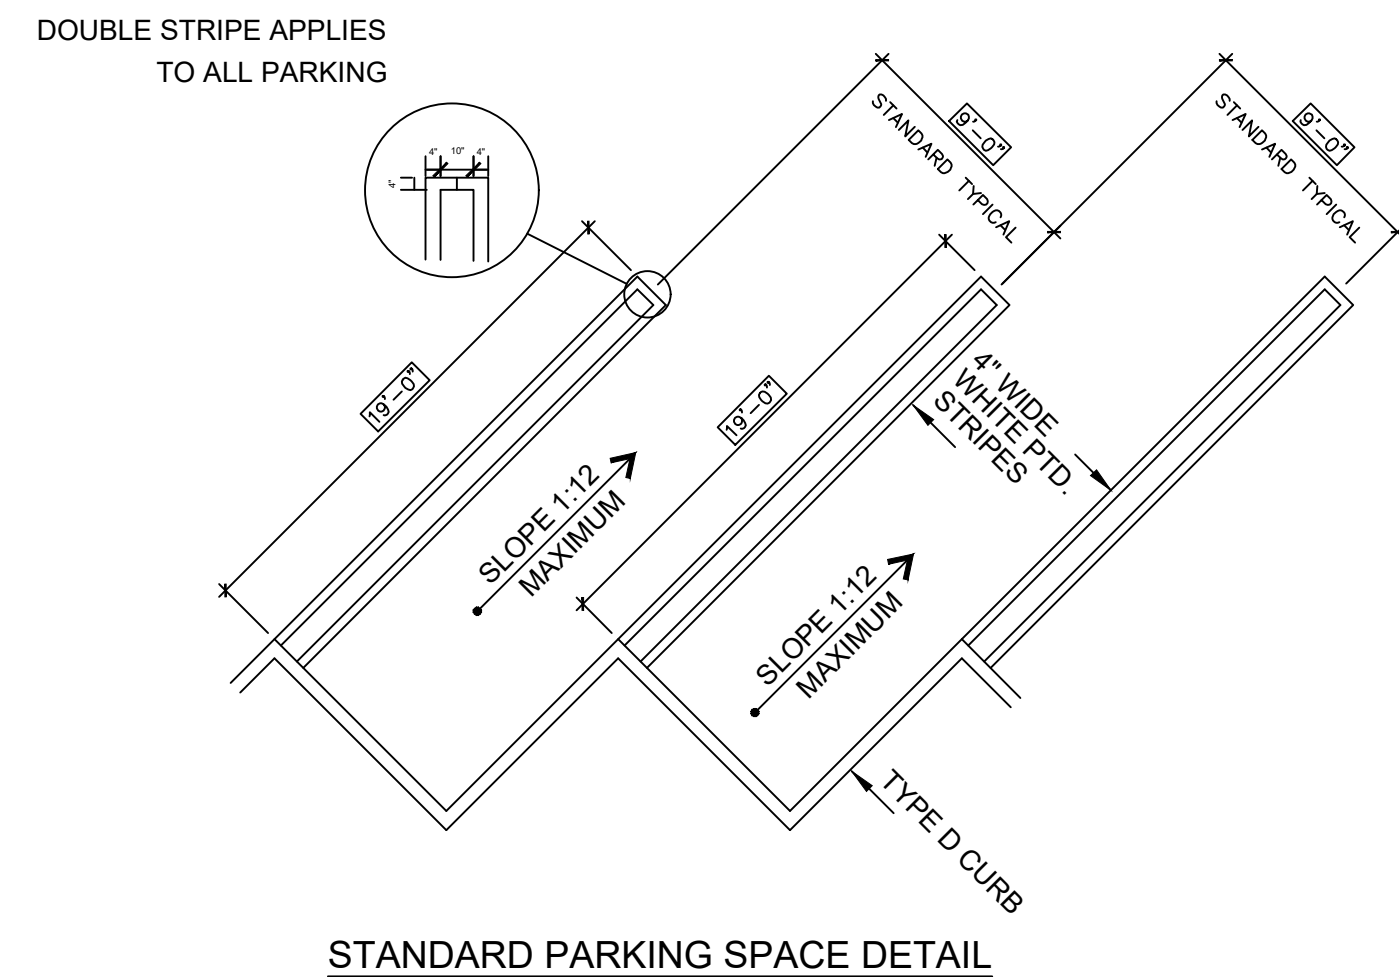 DOUBLE STRIPE APPLIES
TO ALL PARKING
4" 10" 4"
4"
STANDARD TYPICAL
9'-0"
STANDARD TYPICAL
9'-0"
19'-0"
19'-0"
4" WIDE
WHITE PTD.
STRIPES
SLOPE 1:12
MAXIMUM
SLOPE 1:12
MAXIMUM
TYPE D CURB
STANDARD PARKING SPACE DETAIL